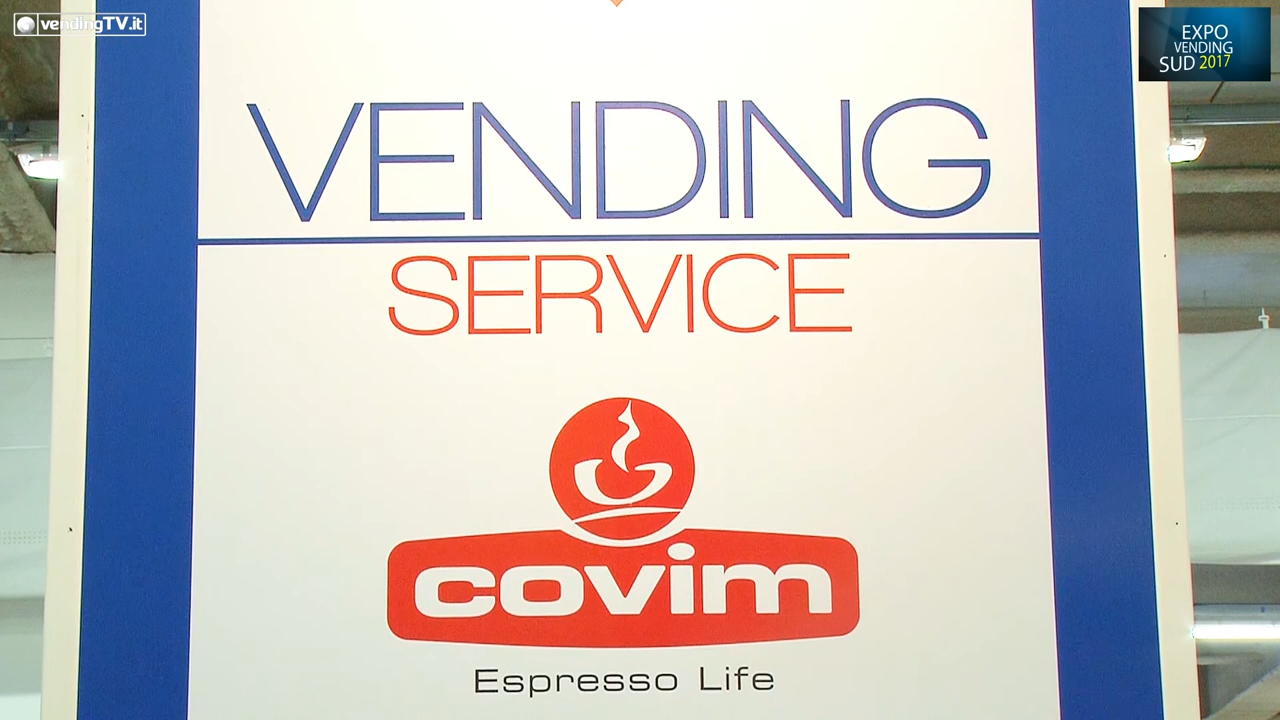 vendingTV.it
EXPO
VENDING
SUD 2017
VENDING
SERVICE
covim
Espresso Life